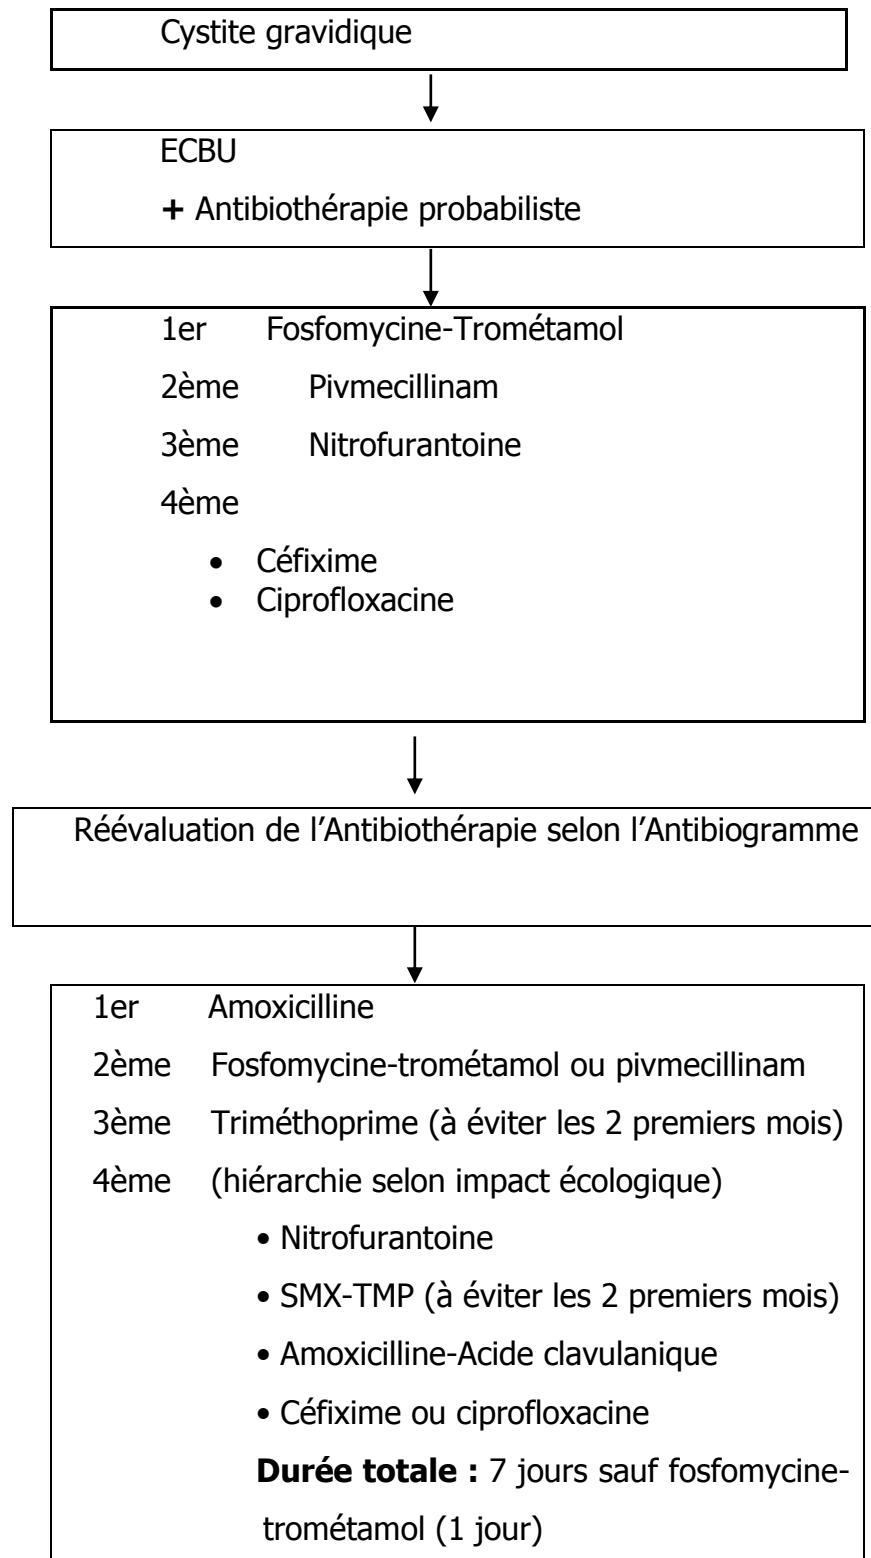 Cystite gravidique
ECBU
+ Antibiothérapie probabiliste
1er Fosfomycine-Trométamol
2ème Pivmecillinam
3ème Nitrofurantoine
4ème
• Céfixime
• Ciprofloxacine
Réévaluation de l’Antibiothérapie selon l’Antibiogramme
1er Amoxicilline
2ème Fosfomycine-trométamol ou pivmecillinam
3ème Triméthoprime (à éviter les 2 premiers mois)
4ème (hiérarchie selon impact écologique)
• Nitrofurantoine
• SMX-TMP (à éviter les 2 premiers mois)
• Amoxicilline-Acide clavulanique
• Céfixime ou ciprofloxacine
Durée totale : 7 jours sauf fosfomycine-
trométamol (1 jour)